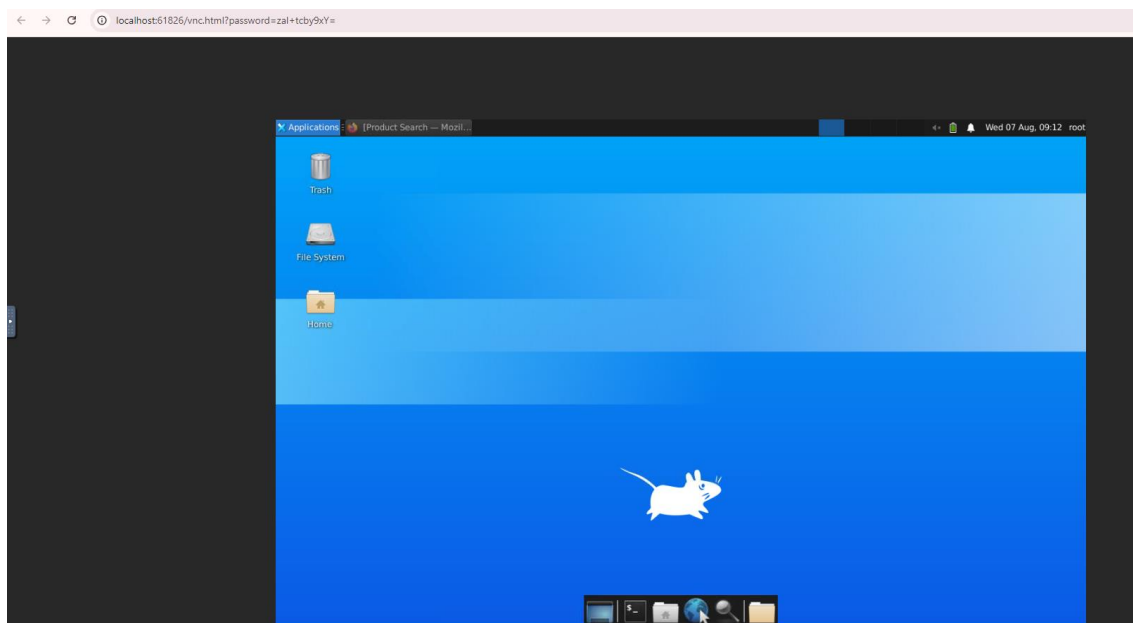 localhost:61826/vnc.html?password=zal+tcby9xY=
Applications [Product Search — Mozil... Wed 07 Aug, 09:12 root
Trash
File System
Home
$_